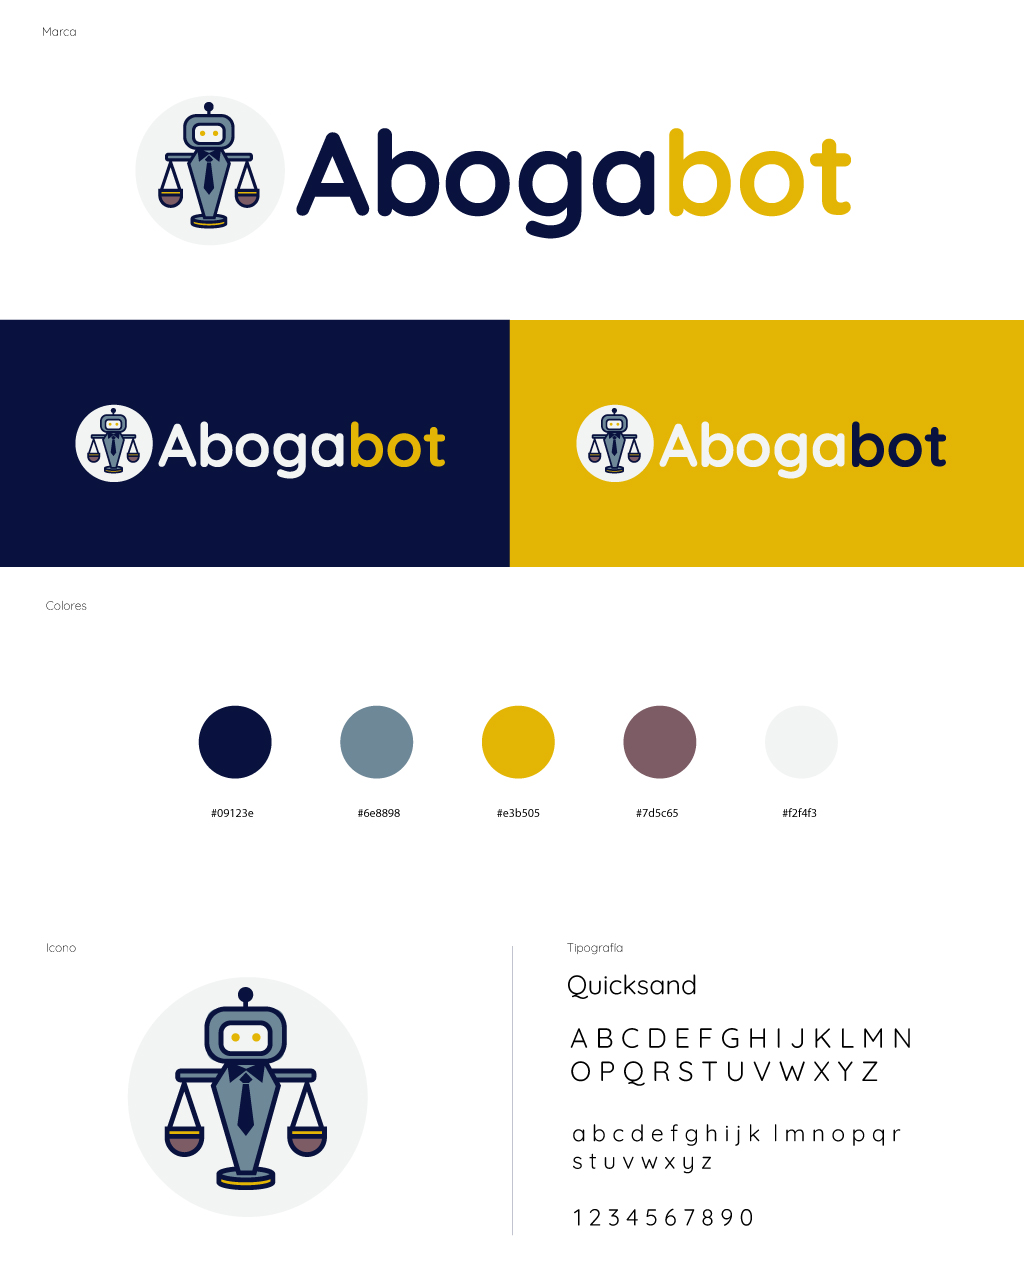 Marca
Abogabot
Abogabot
Abogabot
Colores
#09123e
#6e8898
#e3b505
#7d5c65
#f2f4f3
Icono
Tipografía
Quicksand
A B C D E F G H I J K L M N
O P Q R S T U V W X Y Z
a b c d e f g h i j k l m n o p q r
s t u v w x y z
1 2 3 4 5 6 7 8 9 0